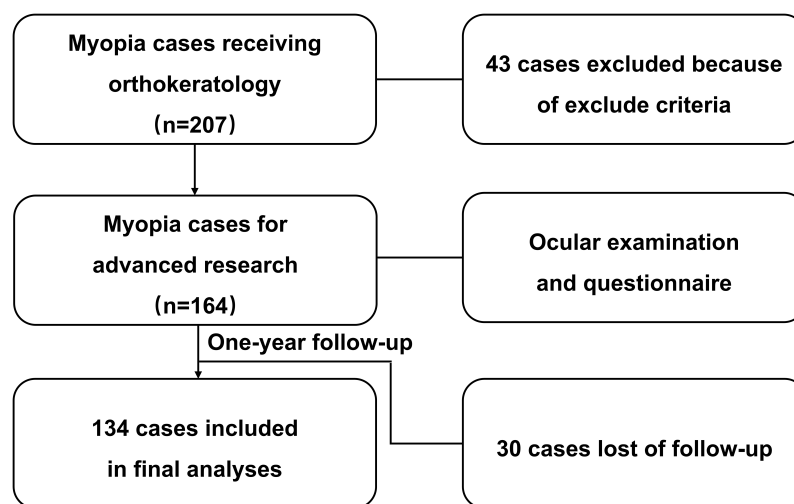 Myopia cases receiving
orthokeratology
(n=207)
43 cases excluded because
of exclude criteria
Myopia cases for
advanced research
(n=164)
Ocular examination
and questionnaire
One-year follow-up
134 cases included
in final analyses
30 cases lost of follow-up